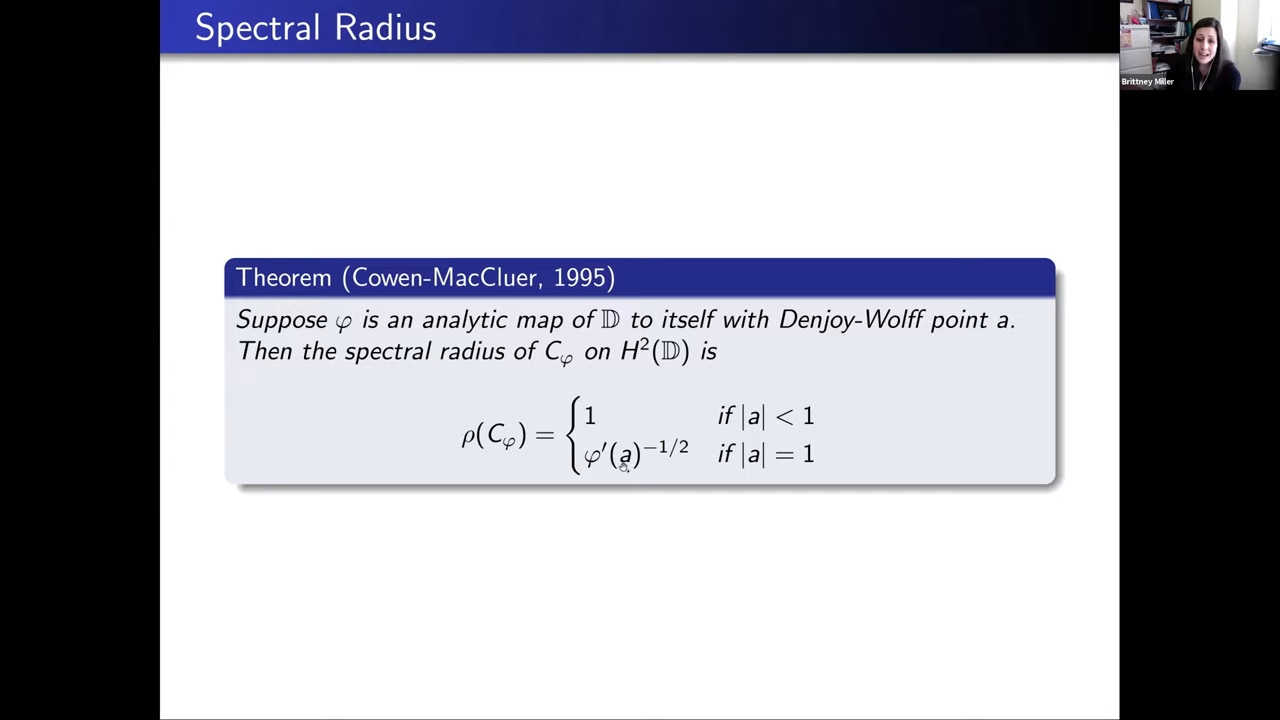 Spectral Radius
Brittney Miller
Theorem (Cowen-MacCluer, 1995)
Suppose φ is an analytic map of 𝔻 to itself with Denjoy-Wolff point a.
Then the spectral radius of C_φ on H²(𝔻) is
ρ(C_φ) = { 1 if |a| < 1
φ′(a)^{−1/2} if |a| = 1